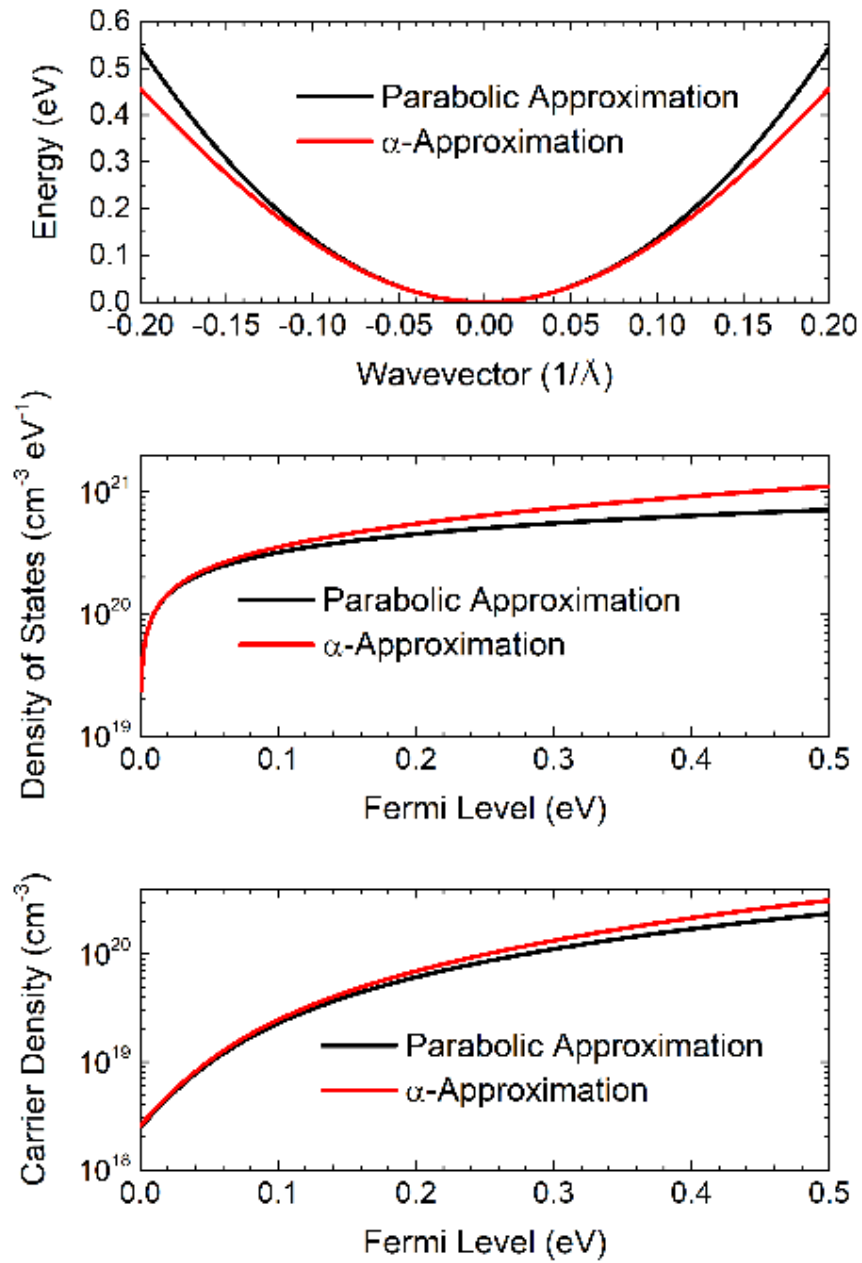 0.6
0.5
0.4
0.3
0.2
0.1
0.0
Energy (eV)
Parabolic Approximation
α-Approximation
-0.20 -0.15 -0.10 -0.05 0.00 0.05 0.10 0.15 0.20
Wavevector (1/Å)
Density of States (cm⁻³ eV⁻¹)
10²¹
10²⁰
10¹⁹
Parabolic Approximation
α-Approximation
0.0 0.1 0.2 0.3 0.4 0.5
Fermi Level (eV)
Carrier Density (cm⁻³)
10²⁰
10¹⁹
10¹⁸
Parabolic Approximation
α-Approximation
0.0 0.1 0.2 0.3 0.4 0.5
Fermi Level (eV)